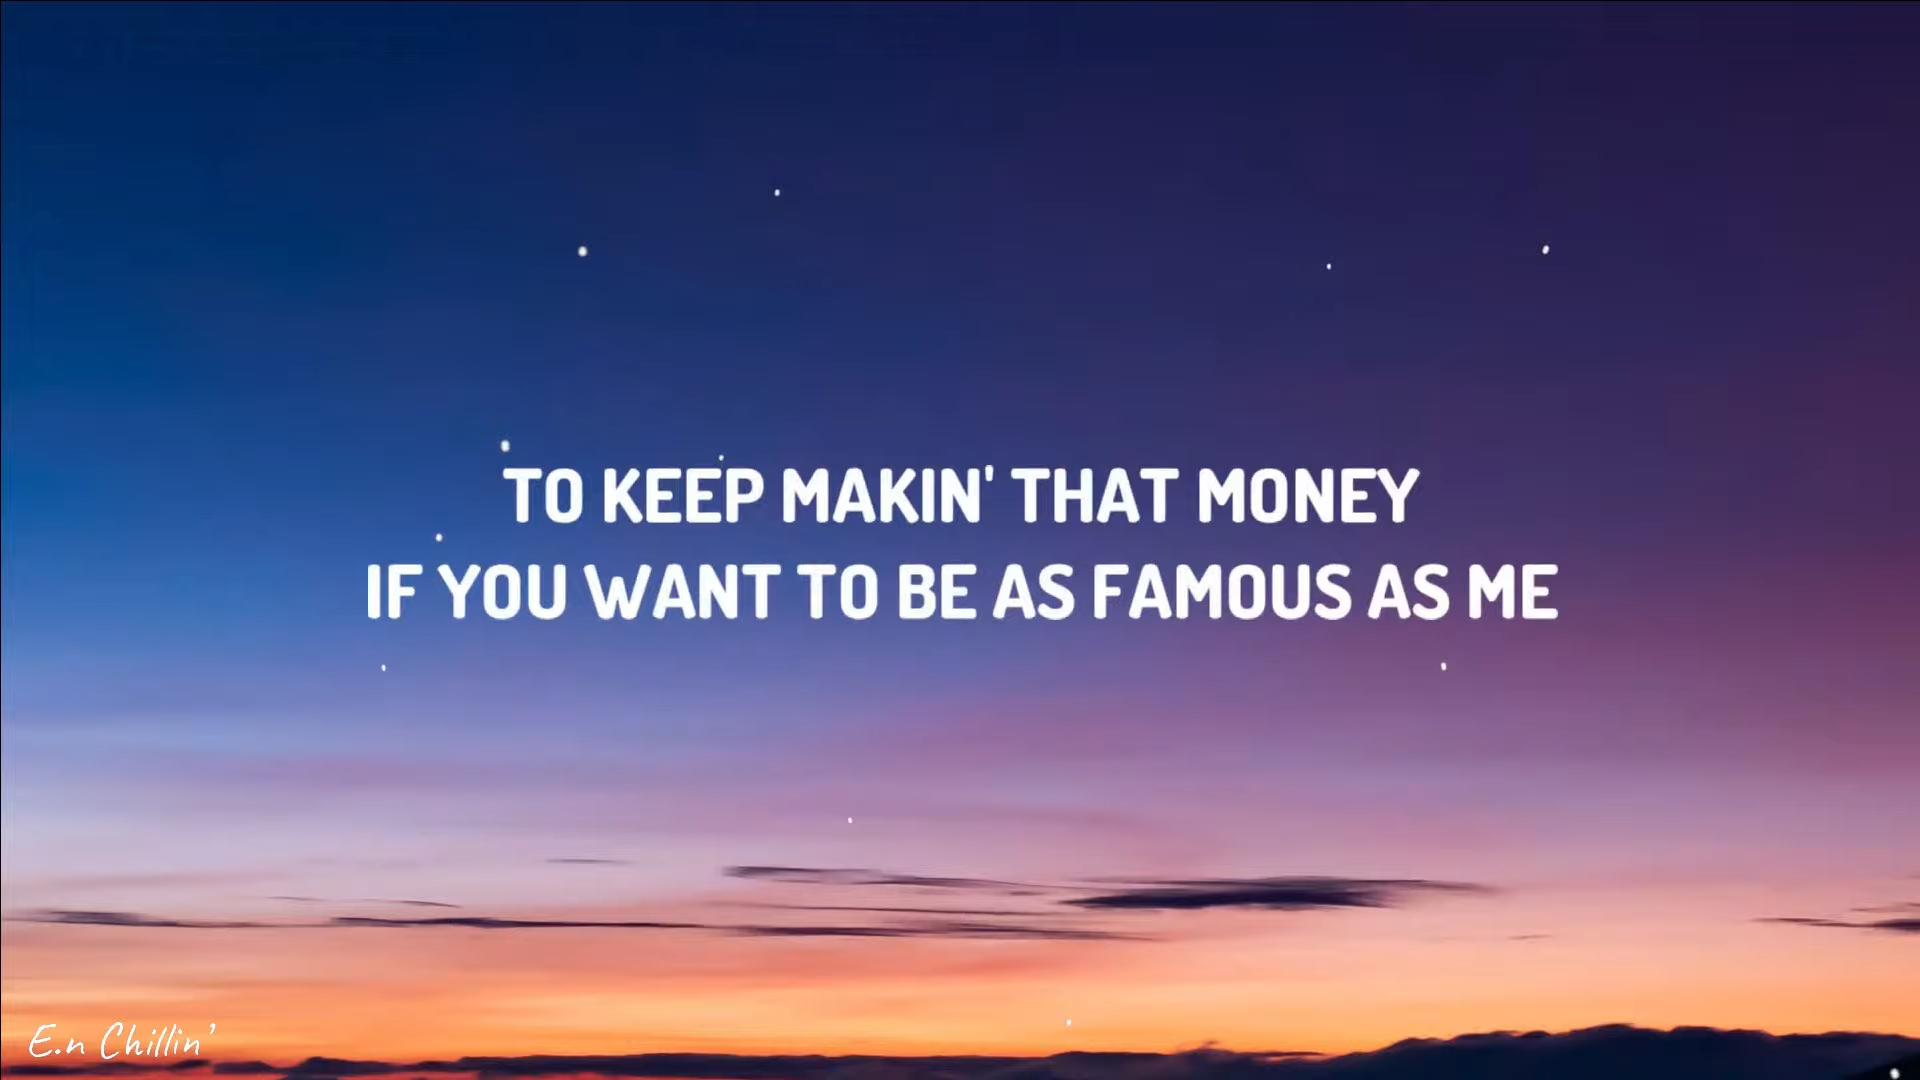 TO KEEP MAKIN' THAT MONEY
IF YOU WANT TO BE AS FAMOUS AS ME
E.n Chillin'